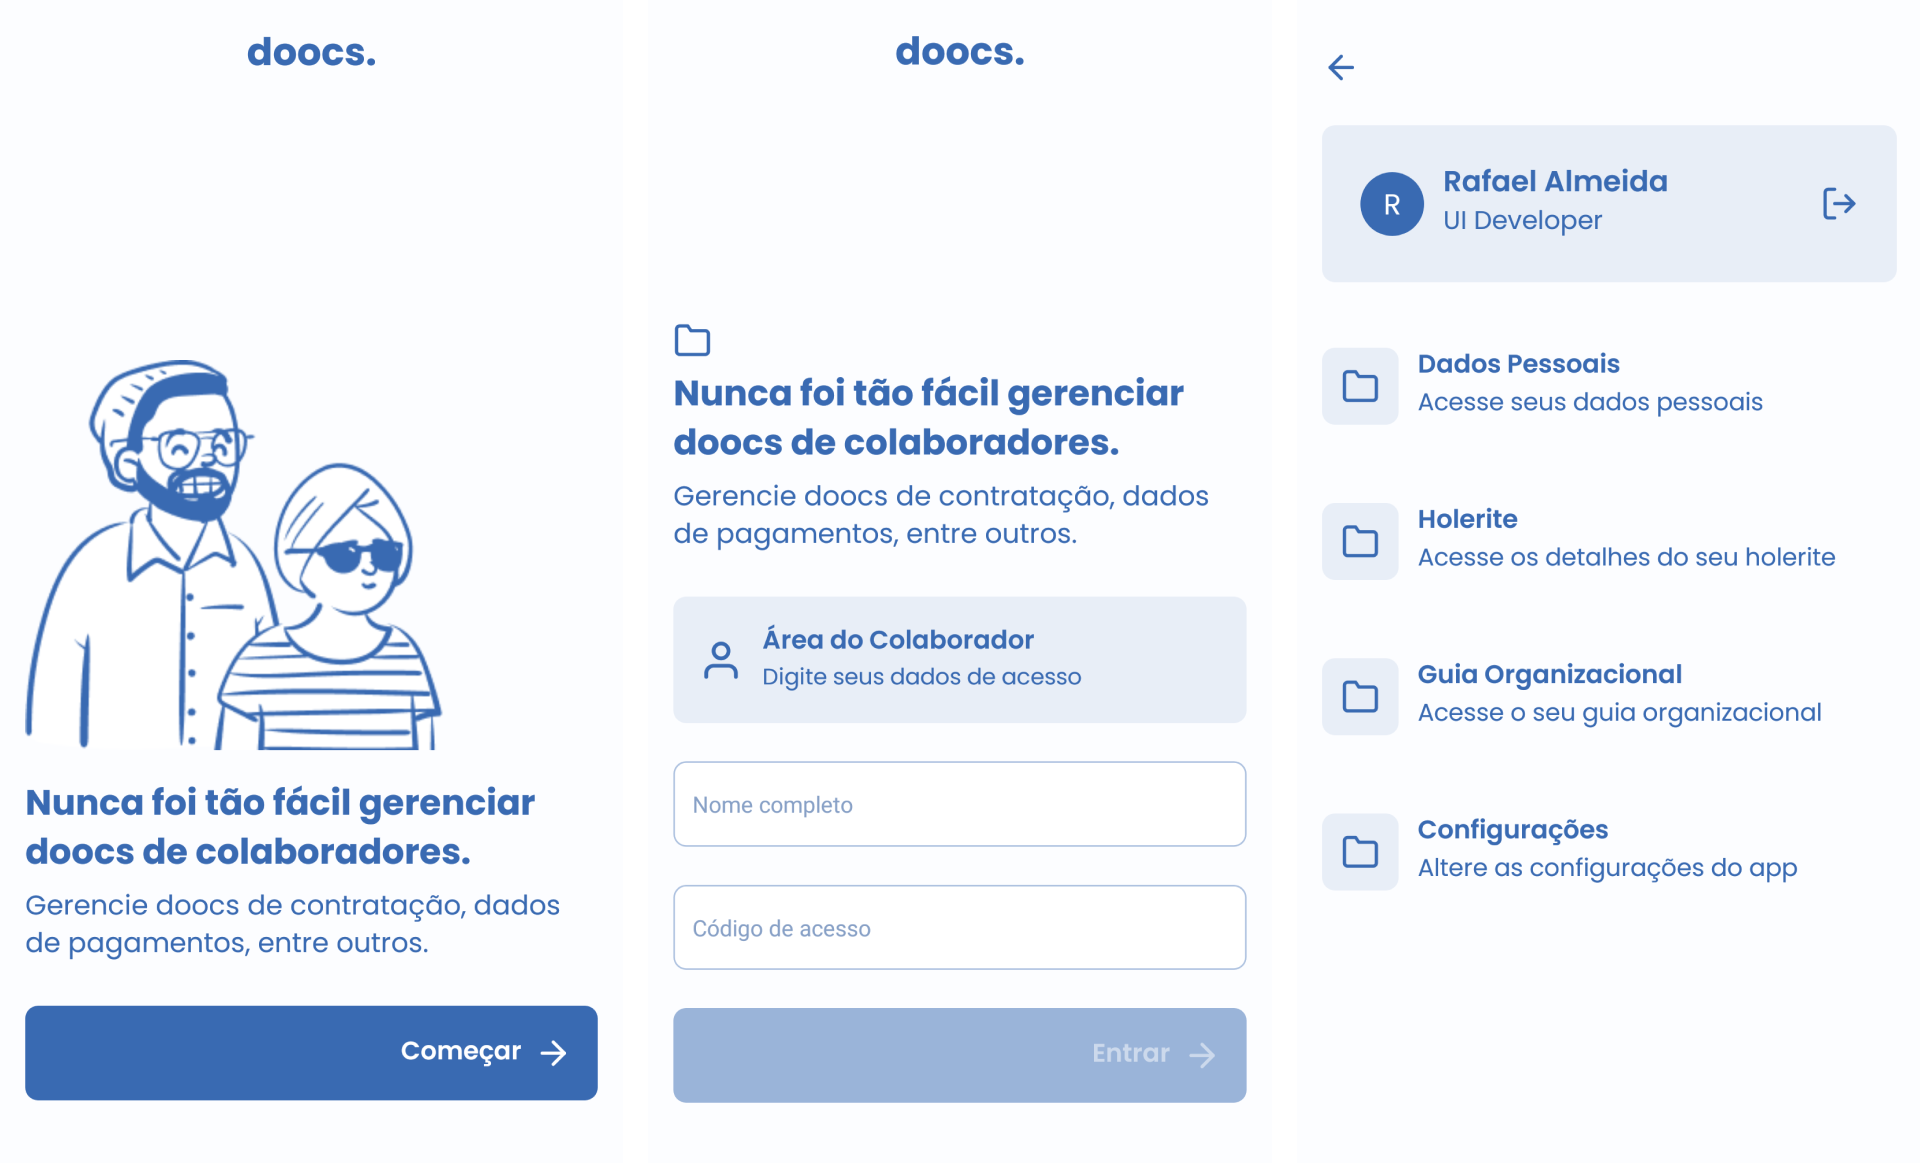 doocs.
Nunca foi tão fácil gerenciar
doocs de colaboradores.
Gerencie doocs de contratação, dados
de pagamentos, entre outros.
Começar
doocs.
Nunca foi tão fácil gerenciar
doocs de colaboradores.
Gerencie doocs de contratação, dados
de pagamentos, entre outros.
Área do Colaborador
Digite seus dados de acesso
Nome completo
Código de acesso
Entrar
R
Rafael Almeida
UI Developer
Dados Pessoais
Acesse seus dados pessoais
Holerite
Acesse os detalhes do seu holerite
Guia Organizacional
Acesse o seu guia organizacional
Configurações
Altere as configurações do app